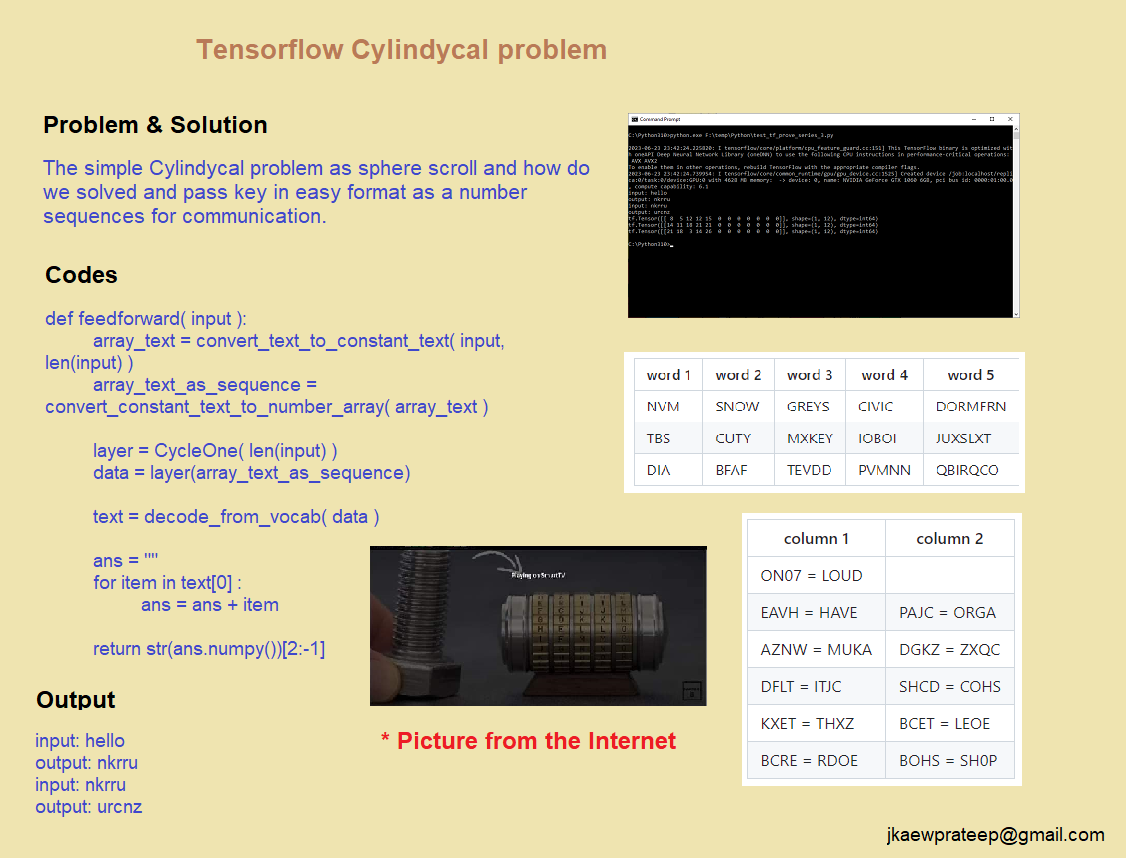 Tensorflow Cylindycal problem
Problem & Solution
The simple Cylindycal problem as sphere scroll and how do
we solved and pass key in easy format as a number
sequences for communication.
Codes
def feedforward( input ):
array_text = convert_text_to_constant_text( input,
len(input) )
array_text_as_sequence =
convert_constant_text_to_number_array( array_text )
layer = CycleOne( len(input) )
data = layer(array_text_as_sequence)
text = decode_from_vocab( data )
ans = ""
for item in text[0] :
ans = ans + item
return str(ans.numpy())[2:-1]
Output
input: hello
output: nkrru
input: nkrru
output: urcnz
Command Prompt
C:\Python310>python.exe F:\temp\Python\test_tf_prove_series_3.py
2023-06-23 23:42:24.225820: I tensorflow/core/platform/cpu_feature_guard.cc:151] This TensorFlow binary is optimized wit
h oneAPI Deep Neural Network Library (oneDNN) to use the following CPU instructions in performance-critical operations:
AVX AVX2
To enable them in other operations, rebuild TensorFlow with the appropriate compiler flags.
2023-06-23 23:42:24.739954: I tensorflow/core/common_runtime/gpu/gpu_device.cc:1525] Created device /job:localhost/repli
ca:0/task:0/device:GPU:0 with 4628 MB memory: -> device: 0, name: NVIDIA GeForce GTX 1060 6GB, pci bus id: 0000:01:00.0
, compute capability: 6.1
input: hello
output: nkrru
input: nkrru
output: urcnz
tf.Tensor([[ 8 5 12 12 15 0 0 0 0 0 0 0]], shape=(1, 12), dtype=int64)
tf.Tensor([[14 11 18 18 21 0 0 0 0 0 0 0]], shape=(1, 12), dtype=int64)
tf.Tensor([[21 18 3 14 26 0 0 0 0 0 0 0]], shape=(1, 12), dtype=int64)
C:\Python310>
word 1 word 2 word 3 word 4 word 5
NVM SNOW GREYS CIVIC DORMFRN
TBS CUTY MXKEY IOBOI JUXSLXT
DIA BFAF TEVDD PVMNN QBIRQCO
Playing on SmartTV
* Picture from the Internet
column 1 column 2
ON07 = LOUD
EAVH = HAVE PAJC = ORGA
AZNW = MUKA DGKZ = ZXQC
DFLT = ITJC SHCD = COHS
KXET = THXZ BCET = LEOE
BCRE = RDOE BOHS = SH0P
jkaewprateep@gmail.com